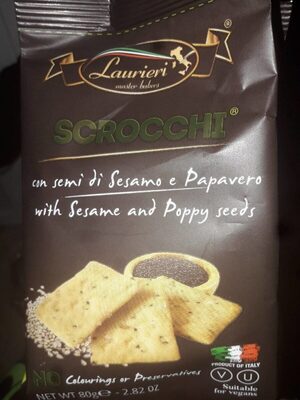 Laurieri
master bakers
SCROCCHI®
con semi di Sesamo e Papavero
with Sesame and Poppy seeds
NO Colourings or Preservatives
NET WT 80g e - 2.82 OZ
PRODUCT OF ITALY
V U
Suitable
for vegans